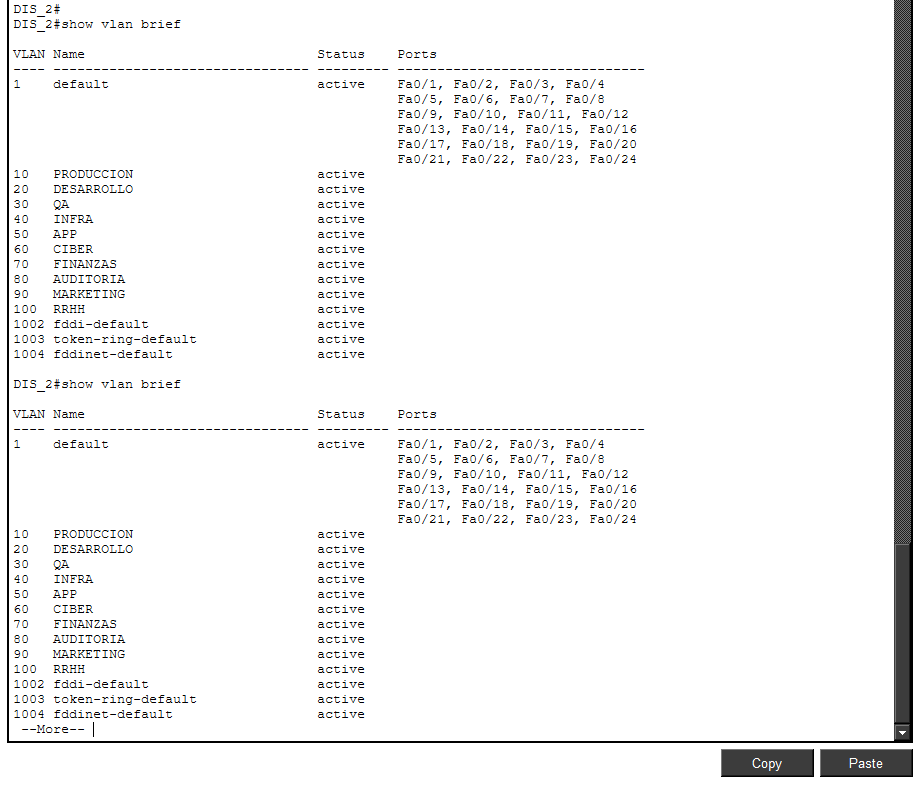 DIS_2#
DIS_2#show vlan brief
VLAN Name                             Status    Ports
---- -------------------------------- --------- -------------------------------
1    default                          active    Fa0/1, Fa0/2, Fa0/3, Fa0/4
                                                Fa0/5, Fa0/6, Fa0/7, Fa0/8
                                                Fa0/9, Fa0/10, Fa0/11, Fa0/12
                                                Fa0/13, Fa0/14, Fa0/15, Fa0/16
                                                Fa0/17, Fa0/18, Fa0/19, Fa0/20
                                                Fa0/21, Fa0/22, Fa0/23, Fa0/24
10   PRODUCCION                       active
20   DESARROLLO                       active
30   QA                               active
40   INFRA                            active
50   APP                              active
60   CIBER                            active
70   FINANZAS                         active
80   AUDITORIA                        active
90   MARKETING                        active
100  RRHH                             active
1002 fddi-default                     active
1003 token-ring-default               active
1004 fddinet-default                  active
DIS_2#show vlan brief
VLAN Name                             Status    Ports
---- -------------------------------- --------- -------------------------------
1    default                          active    Fa0/1, Fa0/2, Fa0/3, Fa0/4
                                                Fa0/5, Fa0/6, Fa0/7, Fa0/8
                                                Fa0/9, Fa0/10, Fa0/11, Fa0/12
                                                Fa0/13, Fa0/14, Fa0/15, Fa0/16
                                                Fa0/17, Fa0/18, Fa0/19, Fa0/20
                                                Fa0/21, Fa0/22, Fa0/23, Fa0/24
10   PRODUCCION                       active
20   DESARROLLO                       active
30   QA                               active
40   INFRA                            active
50   APP                              active
60   CIBER                            active
70   FINANZAS                         active
80   AUDITORIA                        active
90   MARKETING                        active
100  RRHH                             active
1002 fddi-default                     active
1003 token-ring-default               active
1004 fddinet-default                  active
 --More--
Copy Paste